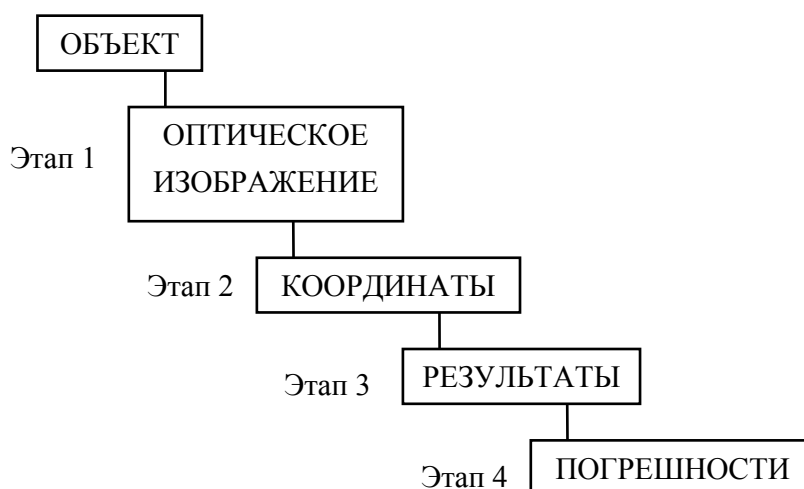 ОБЪЕКТ
Этап 1
ОПТИЧЕСКОЕ
ИЗОБРАЖЕНИЕ
Этап 2
КООРДИНАТЫ
Этап 3
РЕЗУЛЬТАТЫ
Этап 4
ПОГРЕШНОСТИ